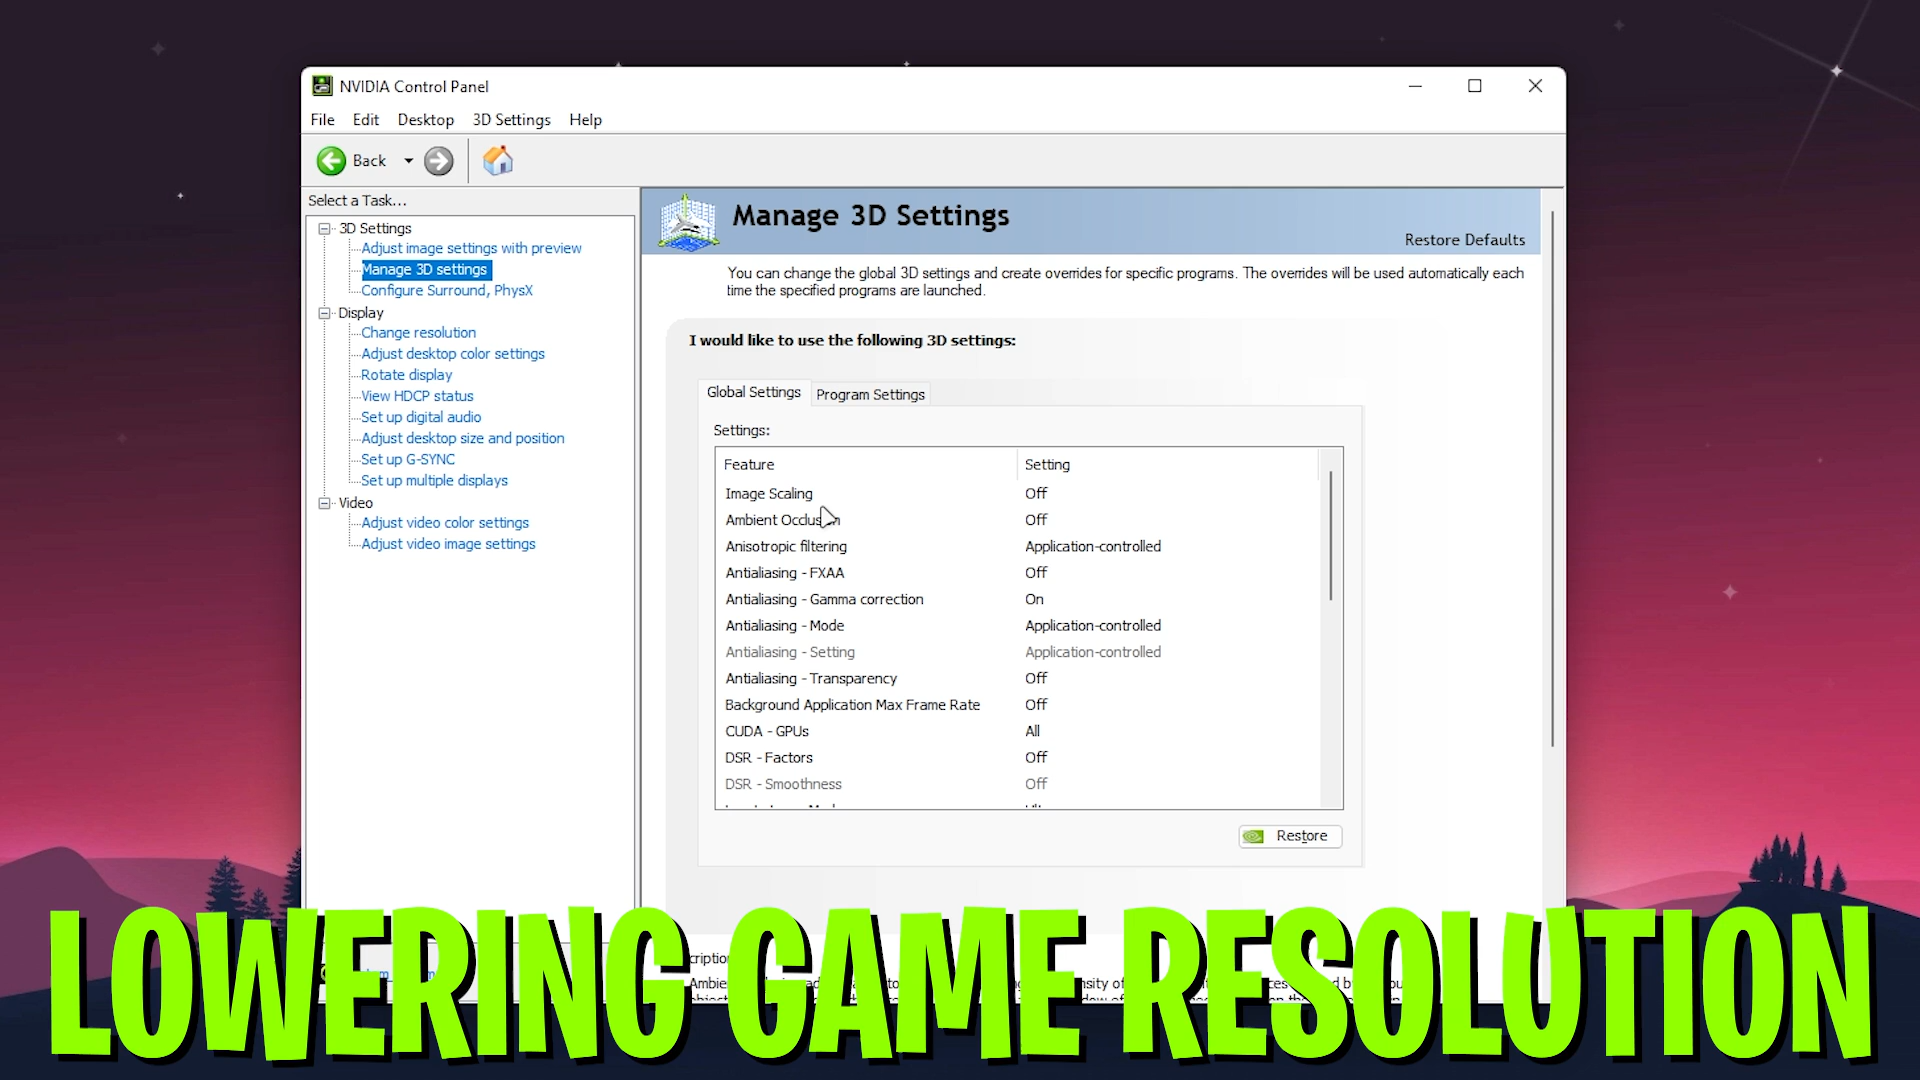 NVIDIA Control Panel
File Edit Desktop 3D Settings Help
Back
Select a Task...
3D Settings
Adjust image settings with preview
Manage 3D settings
Configure Surround, PhysX
Display
Change resolution
Adjust desktop color settings
Rotate display
View HDCP status
Set up digital audio
Adjust desktop size and position
Set up G-SYNC
Set up multiple displays
Video
Adjust video color settings
Adjust video image settings
Manage 3D Settings
Restore Defaults
You can change the global 3D settings and create overrides for specific programs. The overrides will be used automatically each
time the specified programs are launched.
I would like to use the following 3D settings:
Global Settings Program Settings
Settings:
Feature Setting
Image Scaling Off
Ambient Occlusion Off
Anisotropic filtering Application-controlled
Antialiasing - FXAA Off
Antialiasing - Gamma correction On
Antialiasing - Mode Application-controlled
Antialiasing - Setting Application-controlled
Antialiasing - Transparency Off
Background Application Max Frame Rate Off
CUDA - GPUs All
DSR - Factors Off
DSR - Smoothness Off
Restore
LOWERING GAME RESOLUTION